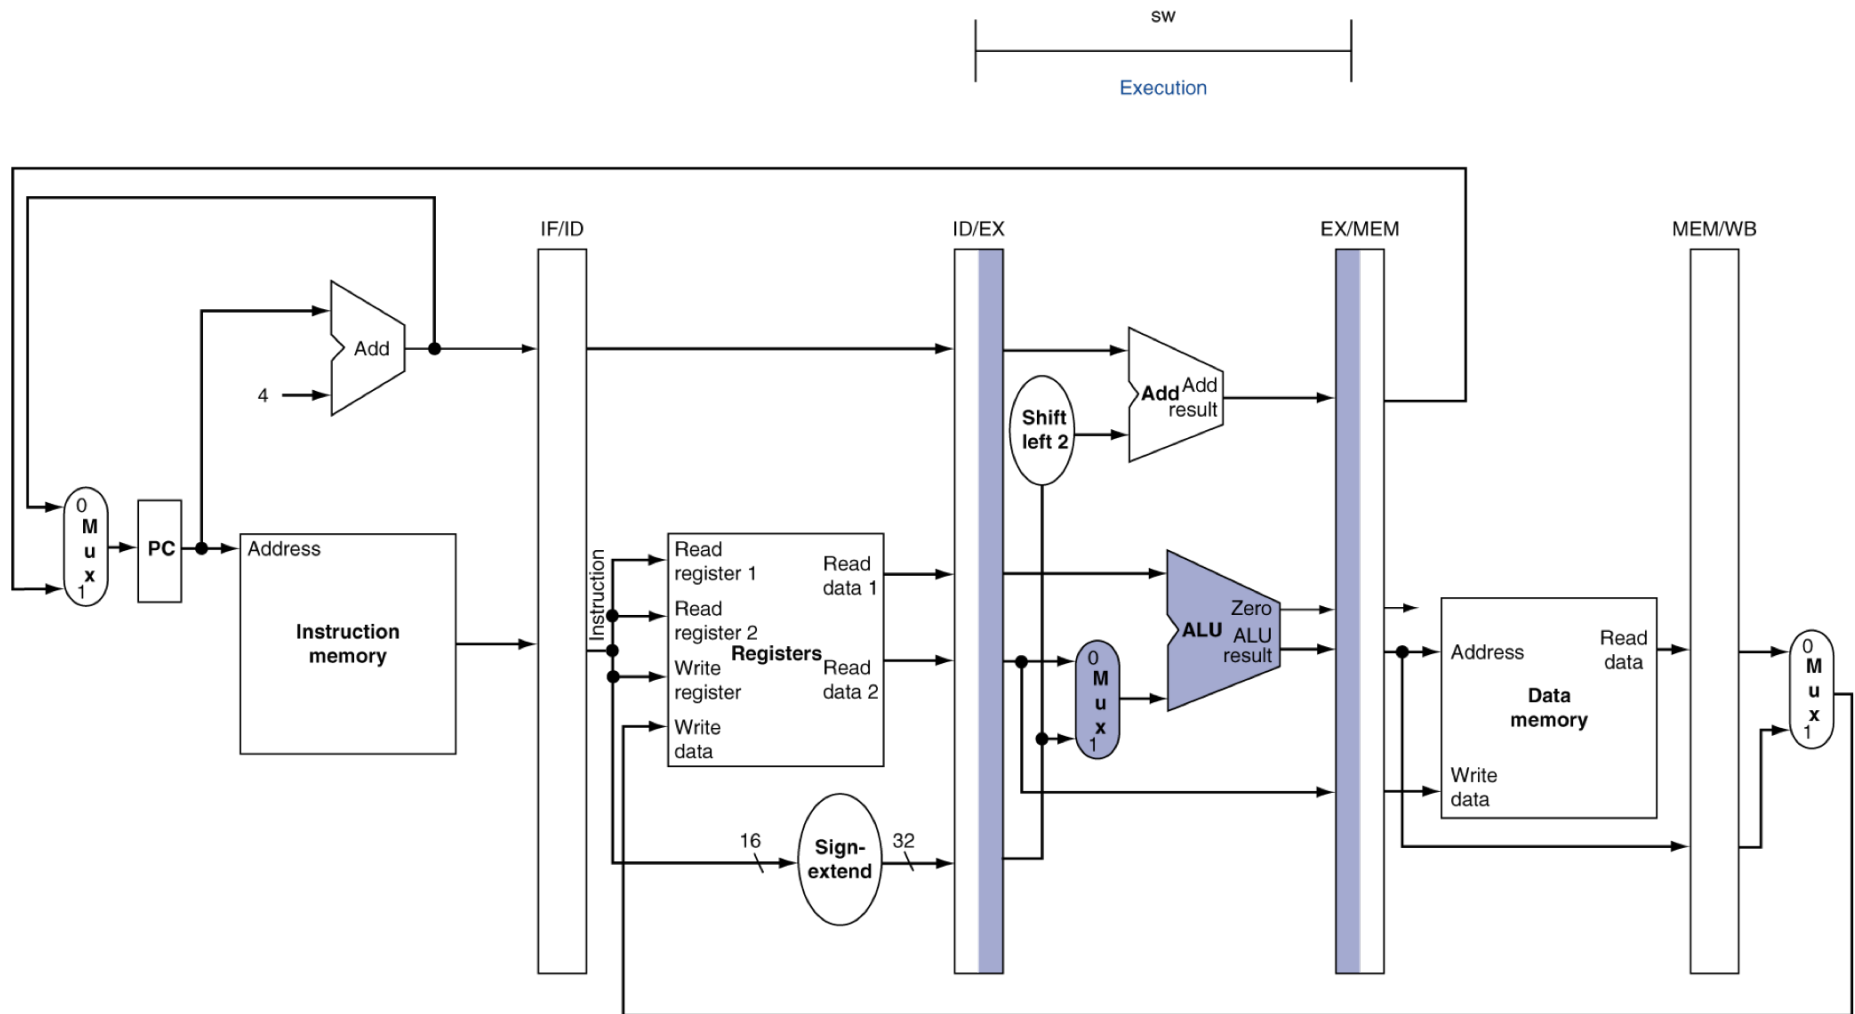 sw
Execution
IF/ID
ID/EX
EX/MEM
MEM/WB
Add
4
Add
Add
result
Shift
left 2
0
M
u
x
1
PC
Address
Instruction
memory
Instruction
Read
register 1
Read
register 2
Write
register
Write
data
Registers
Read
data 1
Read
data 2
16
Sign-
extend
32
0
M
u
x
1
ALU
Zero
ALU
result
Address
Read
data
Data
memory
Write
data
0
M
u
x
1